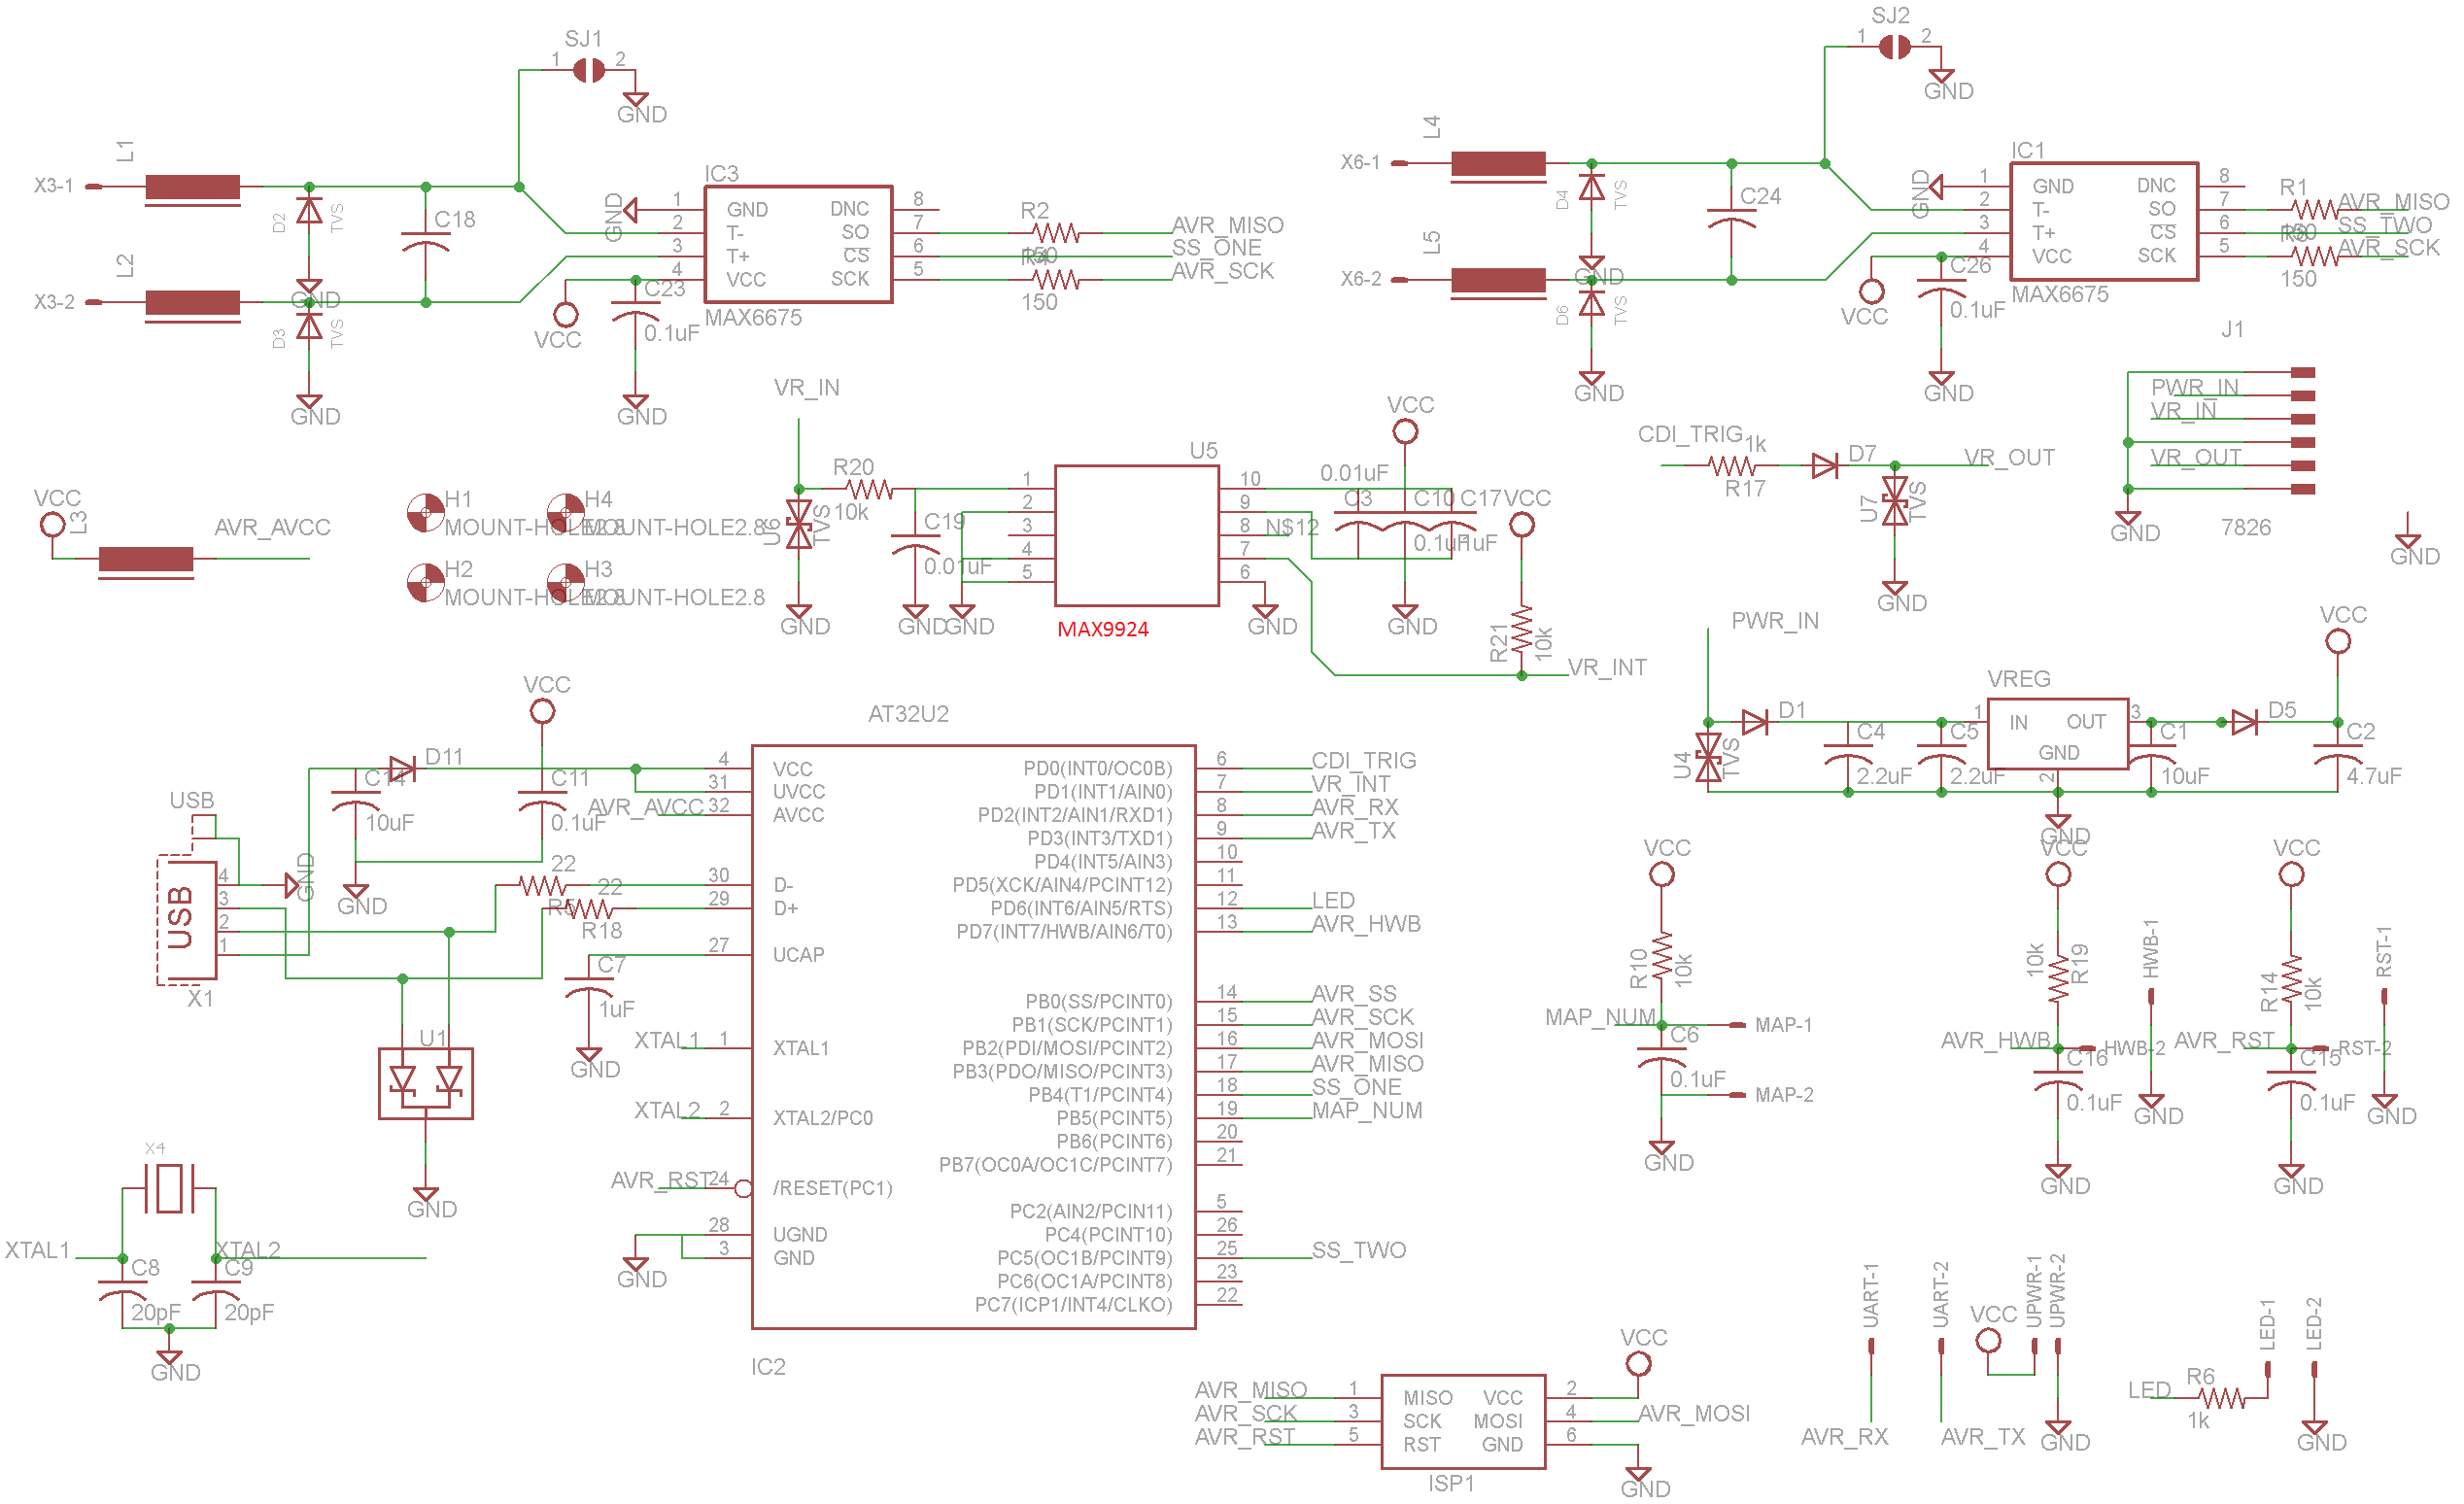 SJ1
1 2
GND
L1
X3-1
D2
TVS
C18
L2
X3-2
GND
D3
TVS
GND
IC3
GND
1 GND DNC 8
2 T- SO 7
3 T+ CS 6
4 VCC SCK 5
MAX6675
VCC
C23
0.1uF
GND
R2
AVR_MISO
SS_ONE
AVR_SCK
150
SJ2
1 2
GND
L4
X6-1
D4
TVS
C24
L5
X6-2
GND
D6
TVS
GND
IC1
GND
1 GND DNC 8
2 T- SO 7
3 T+ CS 6
4 VCC SCK 5
MAX6675
VCC
C26
0.1uF
GND
R1
AVR_MISO
SS_TWO
AVR_SCK
150
J1
PWR_IN
VR_IN
VR_OUT
GND
7826
GND
VCC
L3
AVR_AVCC
H1
MOUNT-HOLE2.8
H4
MOUNT-HOLE2.8
H2
MOUNT-HOLE2.8
H3
MOUNT-HOLE2.8
VR_IN
R20
10k
U6
TVS
GND
C19
0.01uF
GND
GND
U5
1 10
2 9
3 8
4 7
5 6
MAX9924
N$12
GND
VCC
0.01uF
C3 C10 C17
0.1uF
1uF
GND
VCC
R21
10k
VR_INT
CDI_TRIG
1k
R17
D7
VR_OUT
U7
TVS
GND
PWR_IN
U4
TVS
D1
C4
2.2uF
C5
2.2uF
VREG
1 IN OUT 3
GND
2
C1
10uF
D5
VCC
C2
4.7uF
GND
VCC
D11
C14
10uF
C11
0.1uF
GND
USB
USB
4
3
2
1
X1
GND
22
R5
22
R18
U1
GND
C7
1uF
GND
AT32U2
4 VCC
31 UVCC
AVR_AVCC 32 AVCC
30 D-
29 D+
27 UCAP
XTAL1 1 XTAL1
XTAL2 2 XTAL2/PC0
AVR_RST 24 /RESET(PC1)
28 UGND
3 GND
GND
IC2
PD0(INT0/OC0B) 6 CDI_TRIG
PD1(INT1/AIN0) 7 VR_INT
PD2(INT2/AIN1/RXD1) 8 AVR_RX
PD3(INT3/TXD1) 9 AVR_TX
PD4(INT5/AIN3) 10
PD5(XCK/AIN4/PCINT12) 11
PD6(INT6/AIN5/RTS) 12 LED
PD7(INT7/HWB/AIN6/T0) 13 AVR_HWB
PB0(SS/PCINT0) 14 AVR_SS
PB1(SCK/PCINT1) 15 AVR_SCK
PB2(PDI/MOSI/PCINT2) 16 AVR_MOSI
PB3(PDO/MISO/PCINT3) 17 AVR_MISO
PB4(T1/PCINT4) 18 SS_ONE
PB5(PCINT5) 19 MAP_NUM
PB6(PCINT6) 20
PB7(OC0A/OC1C/PCINT7) 21
PC2(AIN2/PCIN11) 5
PC4(PCINT10) 26
PC5(OC1B/PCINT9) 25 SS_TWO
PC6(OC1A/PCINT8) 23
PC7(ICP1/INT4/CLKO) 22
X4
XTAL1
XTAL2
C8
20pF
C9
20pF
GND
VCC
R10
10k
MAP_NUM
MAP-1
C6
0.1uF
MAP-2
GND
VCC
10k
R19
AVR_HWB
HWB-2
HWB-1
C16
0.1uF
GND
GND
VCC
R14
10k
AVR_RST
RST-2
RST-1
C15
0.1uF
GND
GND
AVR_MISO 1 MISO VCC 2
AVR_SCK 3 SCK MOSI 4 AVR_MOSI
AVR_RST 5 RST GND 6
ISP1
VCC
GND
UART-1
AVR_RX
UART-2
AVR_TX
VCC
UPWR-1
UPWR-2
GND
LED
R6
1k
LED-1
LED-2
GND